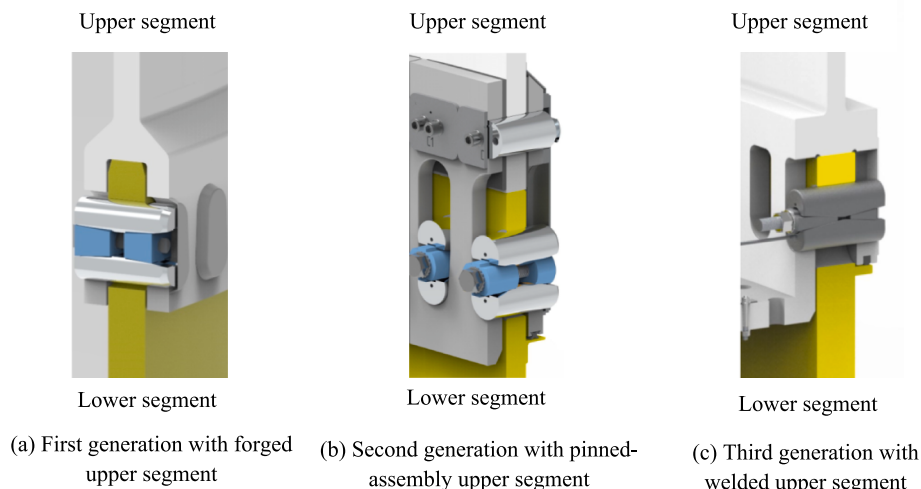 Upper segment
Upper segment
Upper segment
Lower segment
Lower segment
Lower segment
(a) First generation with forged
upper segment
(b) Second generation with pinned-
assembly upper segment
(c) Third generation with
welded upper segment